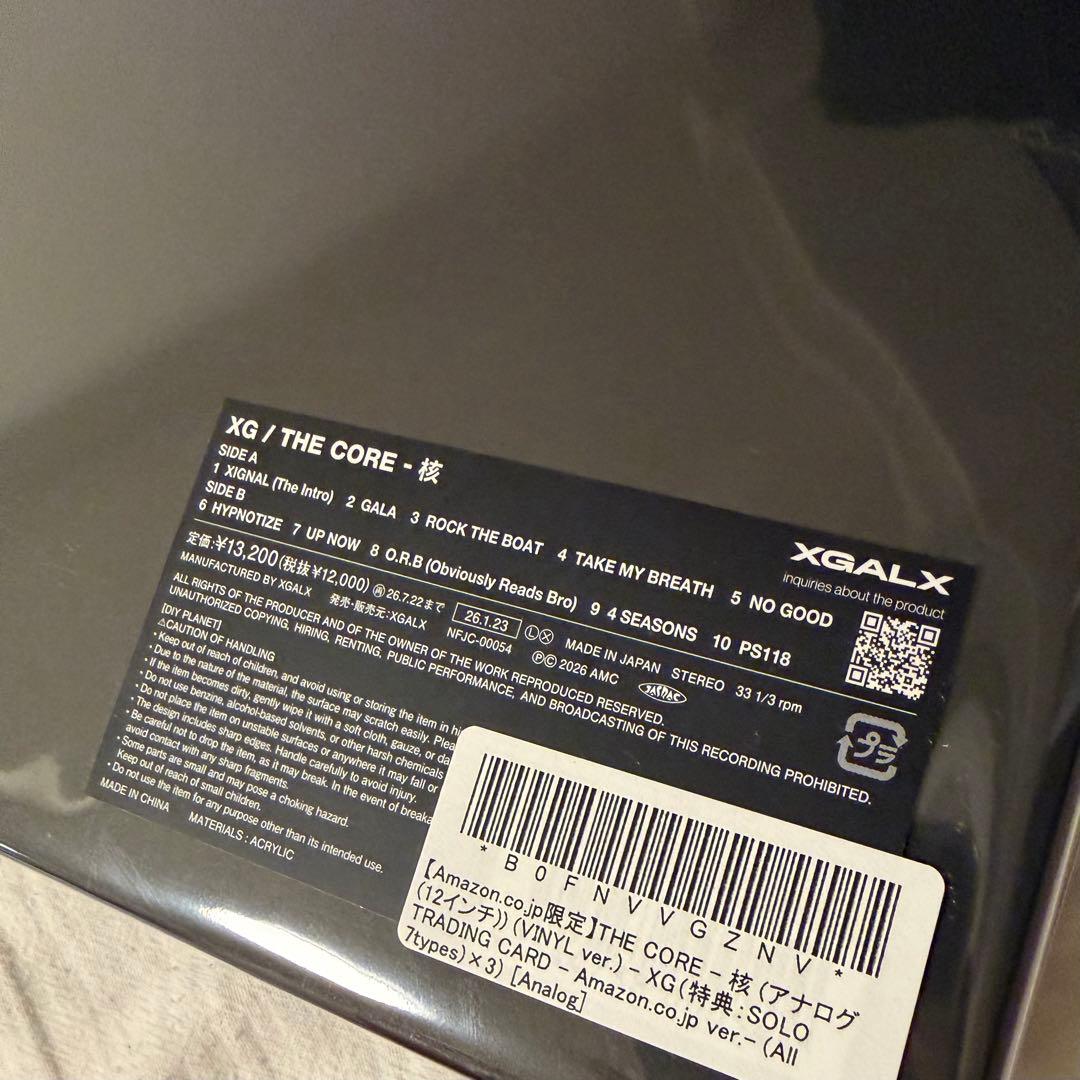 XG / THE CORE - 核
SIDE A
1 XIGNAL (The Intro) 2 GALA 3 ROCK THE BOAT 4 TAKE MY BREATH 5 NO GOOD
SIDE B
6 HYPNOTIZE 7 UP NOW 8 O.R.B (Obviously Reads Bro) 9 4 SEASONS 10 PS118
XGALX
inquiries about the product
定価:¥13,200(税抜¥12,000) 再 26.7.22まで 26.1.23 LX MADE IN JAPAN STEREO 33 1/3 rpm
MANUFACTURED BY XGALX 発売・販売元:XGALX NFJC-00054 ⓅⒸ 2026 AMC JASRAC
ALL RIGHTS OF THE PRODUCER AND OF THE OWNER OF THE WORK REPRODUCED RESERVED.
UNAUTHORIZED COPYING, HIRING, RENTING, PUBLIC PERFORMANCE, AND BROADCASTING OF THIS RECORDING PROHIBITED.
プラ
[DIY PLANET]
⚠CAUTION OF HANDLING
• Keep out of reach of children, and avoid using or storing the item in
• Due to the nature of the material, the surface may scratch easily.
• If the item becomes dirty, gently wipe it with a soft cloth, gauze, or
• Do not use benzine, alcohol-based solvents, or other harsh chemicals
• Do not place the item on unstable surfaces or anywhere it may fall or
• The design includes sharp edges. Handle carefully to avoid injury.
• Be careful not to drop the item, as it may break. In the event of
avoid contact with any sharp fragments.
• Some parts are small and may pose a choking hazard.
Keep out of reach of small children.
• Do not use the item for any purpose other than its intended use.
MADE IN CHINA MATERIALS : ACRYLIC
* B 0 F N V V G Z N V *
【Amazon.co.jp限定】THE CORE - 核 (アナログ
(12インチ)) (VINYL ver.) - XG(特典:SOLO
TRADING CARD - Amazon.co.jp ver.- (All
7types) × 3) [Analog]